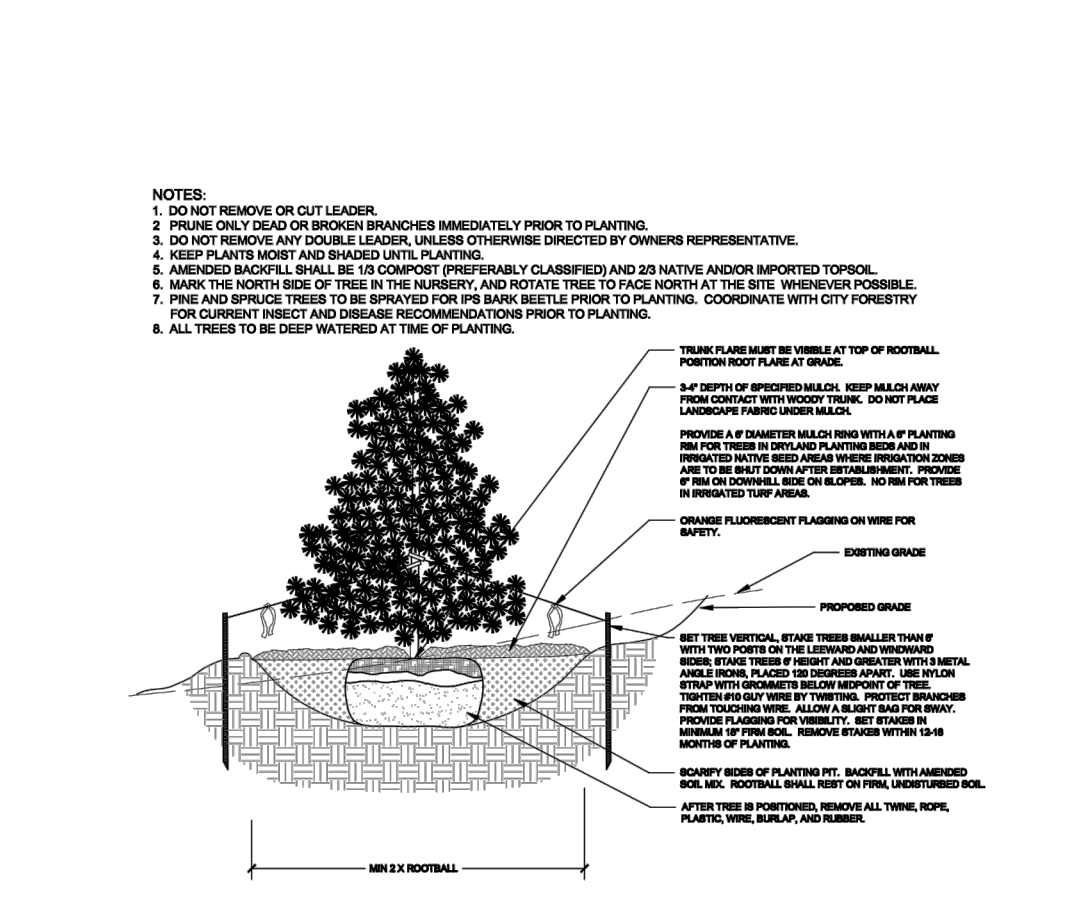 NOTES:
1. DO NOT REMOVE OR CUT LEADER.
2 PRUNE ONLY DEAD OR BROKEN BRANCHES IMMEDIATELY PRIOR TO PLANTING.
3. DO NOT REMOVE ANY DOUBLE LEADER, UNLESS OTHERWISE DIRECTED BY OWNERS REPRESENTATIVE.
4. KEEP PLANTS MOIST AND SHADED UNTIL PLANTING.
5. AMENDED BACKFILL SHALL BE 1/3 COMPOST (PREFERABLY CLASSIFIED) AND 2/3 NATIVE AND/OR IMPORTED TOPSOIL.
6. MARK THE NORTH SIDE OF TREE IN THE NURSERY, AND ROTATE TREE TO FACE NORTH AT THE SITE WHENEVER POSSIBLE.
7. PINE AND SPRUCE TREES TO BE SPRAYED FOR IPS BARK BEETLE PRIOR TO PLANTING. COORDINATE WITH CITY FORESTRY
FOR CURRENT INSECT AND DISEASE RECOMMENDATIONS PRIOR TO PLANTING.
8. ALL TREES TO BE DEEP WATERED AT TIME OF PLANTING.
TRUNK FLARE MUST BE VISIBLE AT TOP OF ROOTBALL.
POSITION ROOT FLARE AT GRADE.
3-4" DEPTH OF SPECIFIED MULCH. KEEP MULCH AWAY
FROM CONTACT WITH WOODY TRUNK. DO NOT PLACE
LANDSCAPE FABRIC UNDER MULCH.
PROVIDE A 6' DIAMETER MULCH RING WITH A 6" PLANTING
RIM FOR TREES IN DRYLAND PLANTING BEDS AND IN
IRRIGATED NATIVE SEED AREAS WHERE IRRIGATION ZONES
ARE TO BE SHUT DOWN AFTER ESTABLISHMENT. PROVIDE
6" RIM ON DOWNHILL SIDE ON SLOPES. NO RIM FOR TREES
IN IRRIGATED TURF AREAS.
ORANGE FLUORESCENT FLAGGING ON WIRE FOR
SAFETY.
EXISTING GRADE
PROPOSED GRADE
SET TREE VERTICAL, STAKE TREES SMALLER THAN 6'
WITH TWO POSTS ON THE LEEWARD AND WINDWARD
SIDES; STAKE TREES 6' HEIGHT AND GREATER WITH 3 METAL
ANGLE IRONS, PLACED 120 DEGREES APART. USE NYLON
STRAP WITH GROMMETS BELOW MIDPOINT OF TREE.
TIGHTEN #10 GUY WIRE BY TWISTING. PROTECT BRANCHES
FROM TOUCHING WIRE. ALLOW A SLIGHT SAG FOR SWAY.
PROVIDE FLAGGING FOR VISIBILITY. SET STAKES IN
MINIMUM 18" FIRM SOIL. REMOVE STAKES WITHIN 12-18
MONTHS OF PLANTING.
SCARIFY SIDES OF PLANTING PIT. BACKFILL WITH AMENDED
SOIL MIX. ROOTBALL SHALL REST ON FIRM, UNDISTURBED SOIL.
AFTER TREE IS POSITIONED, REMOVE ALL TWINE, ROPE,
PLASTIC, WIRE, BURLAP, AND RUBBER.
MIN 2 X ROOTBALL